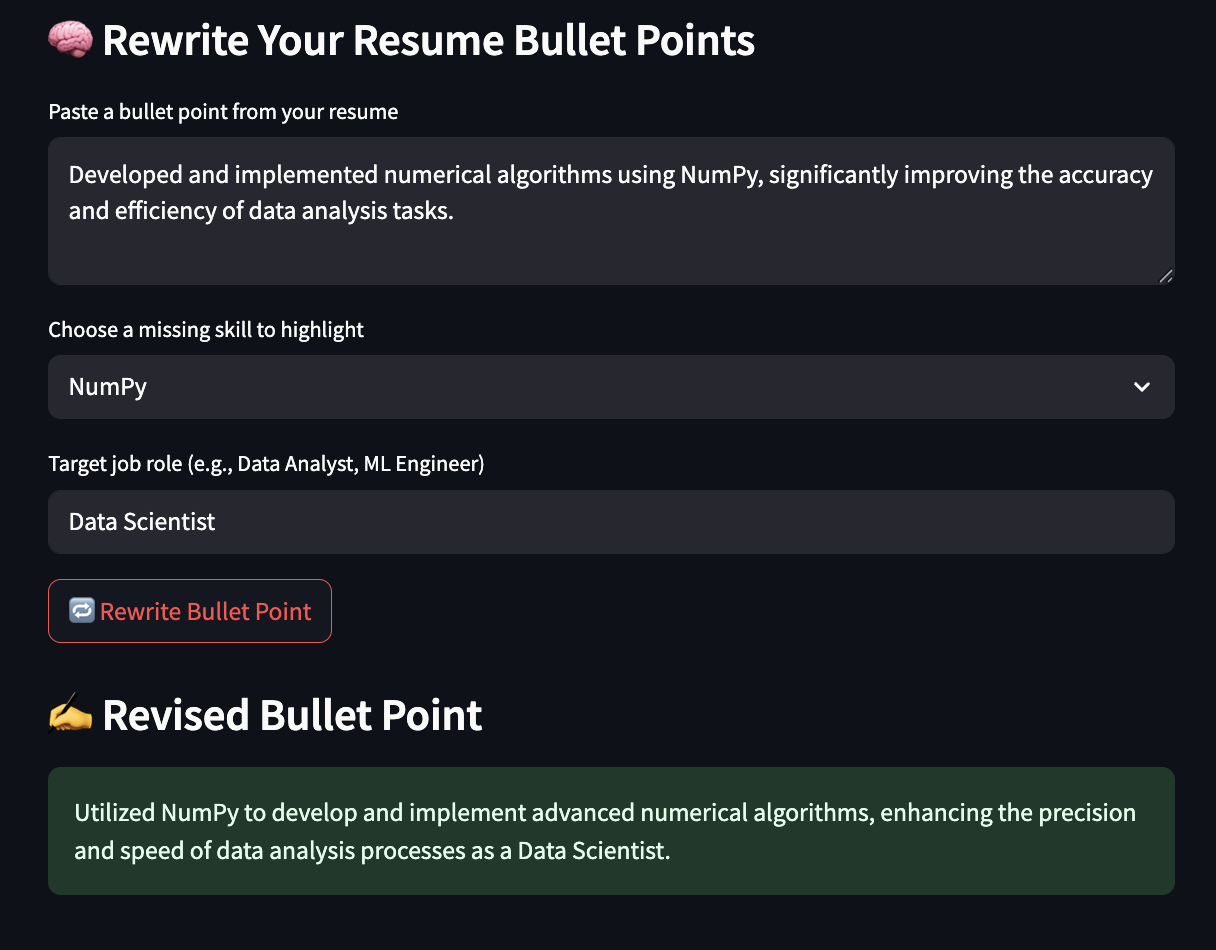 🧠 Rewrite Your Resume Bullet Points
Paste a bullet point from your resume
Developed and implemented numerical algorithms using NumPy, significantly improving the accuracy
and efficiency of data analysis tasks.
Choose a missing skill to highlight
NumPy
Target job role (e.g., Data Analyst, ML Engineer)
Data Scientist
🔁 Rewrite Bullet Point
✍️ Revised Bullet Point
Utilized NumPy to develop and implement advanced numerical algorithms, enhancing the precision
and speed of data analysis processes as a Data Scientist.